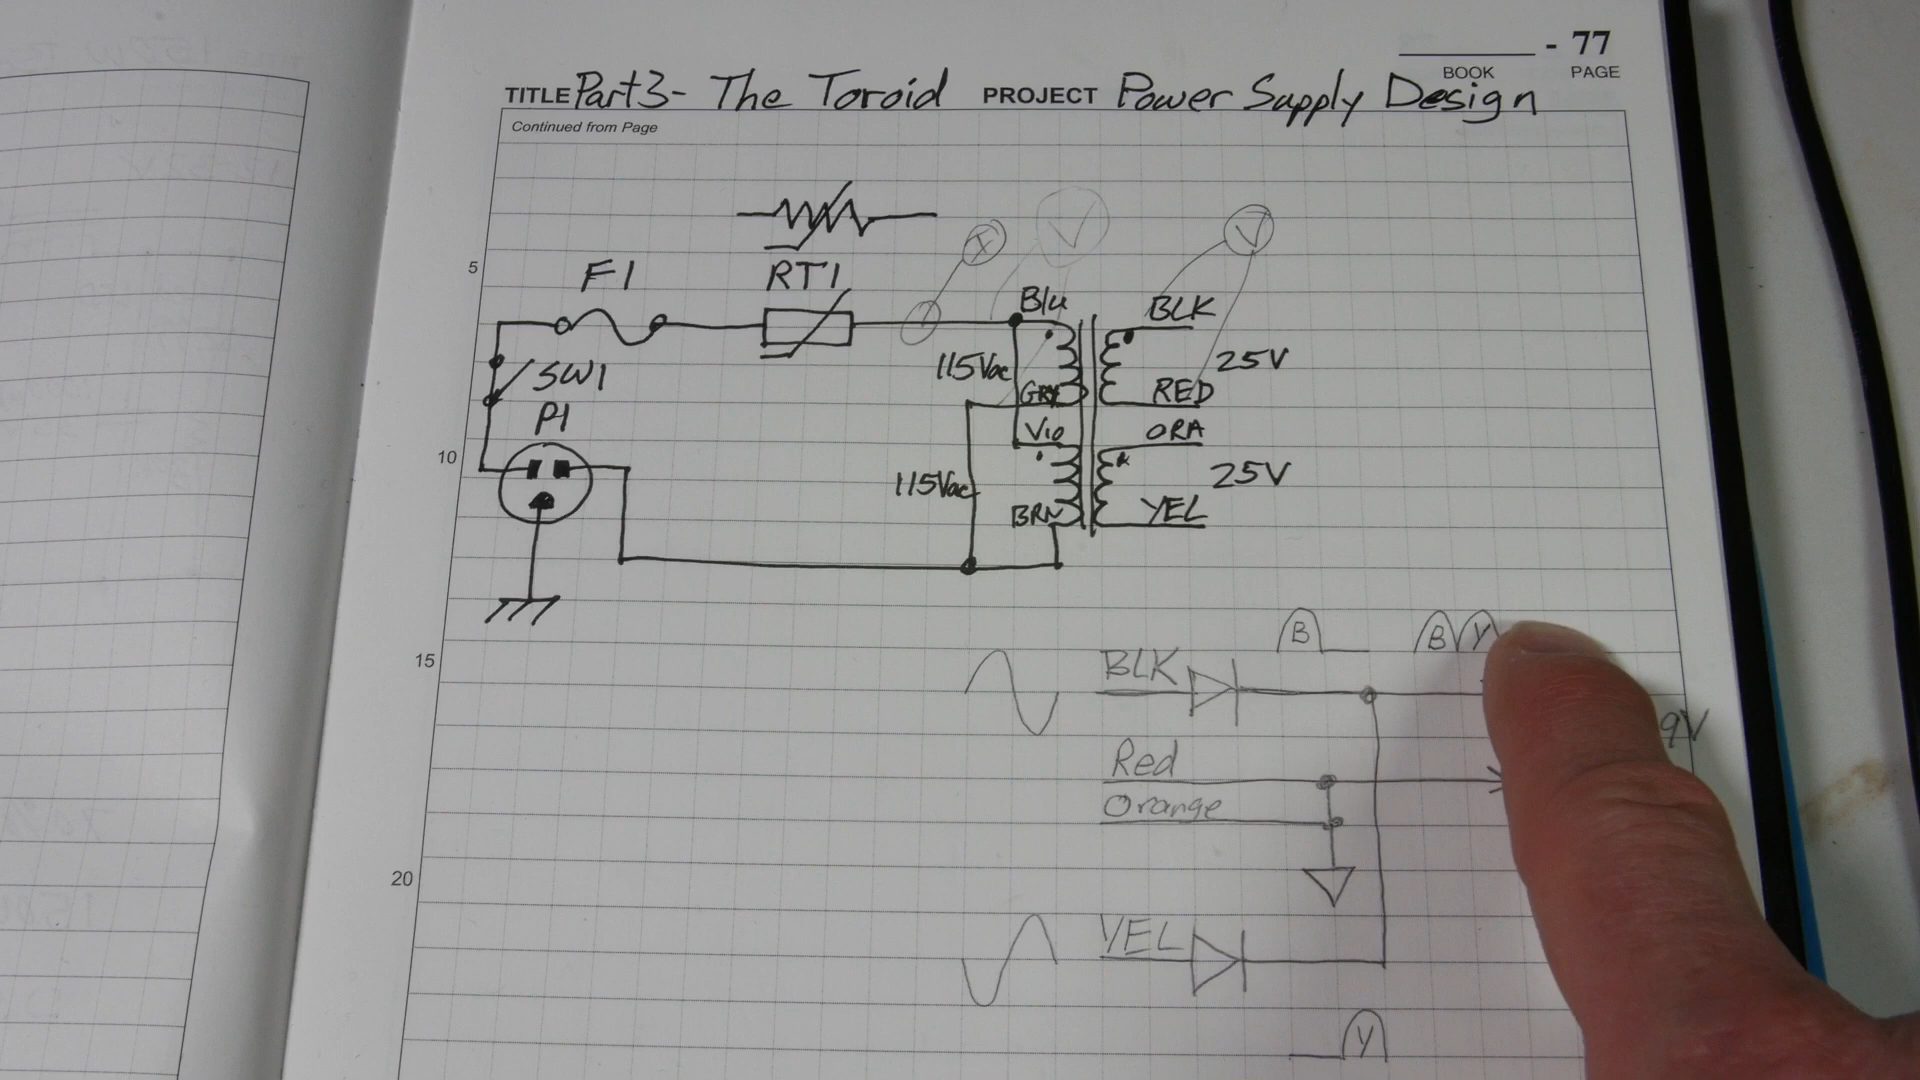 - 77
BOOK PAGE
TITLE Part 3- The Toroid PROJECT Power Supply Design
Continued from Page
5
F1
RT1
V
V
Blu
BLK
115Vac
25V
SW1
GRY
RED
P1
Vio
ORA
10
115Vac
25V
BRN
YEL
B
B Y
15
BLK
9V
Red
Orange
20
YEL
Y